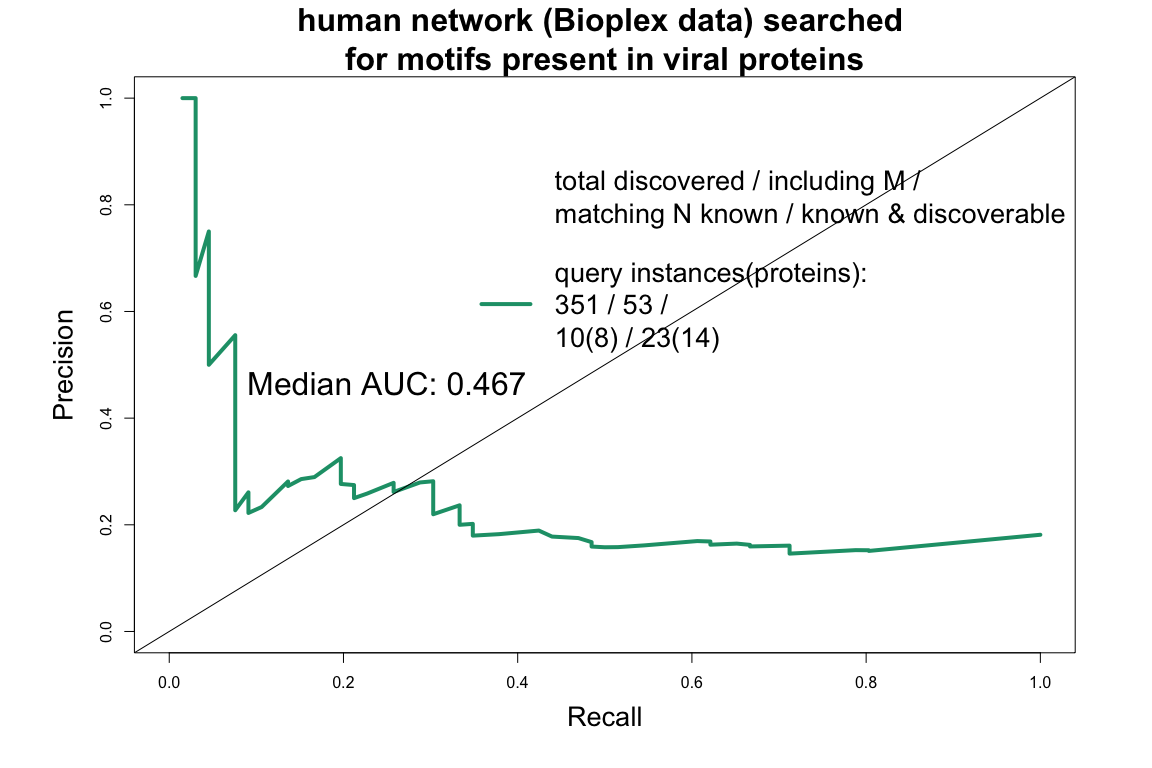 human network (Bioplex data) searched
for motifs present in viral proteins
Precision
1.0
0.8
0.6
0.4
0.2
0.0
total discovered / including M /
matching N known / known & discoverable
query instances(proteins):
351 / 53 /
10(8) / 23(14)
Median AUC: 0.467
0.0 0.2 0.4 0.6 0.8 1.0
Recall